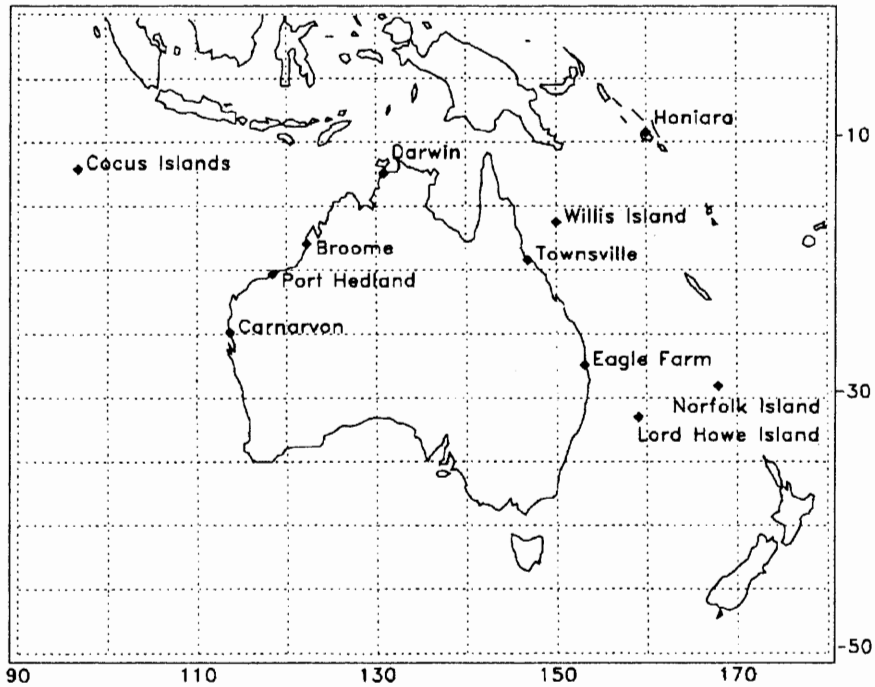 Honiara
-10
Darwin
Cocus Islands
Willis Island
Broome
Townsville
Port Hedland
Carnarvon
Eagle Farm
-30
Norfolk Island
Lord Howe Island
-50
90 110 130 150 170